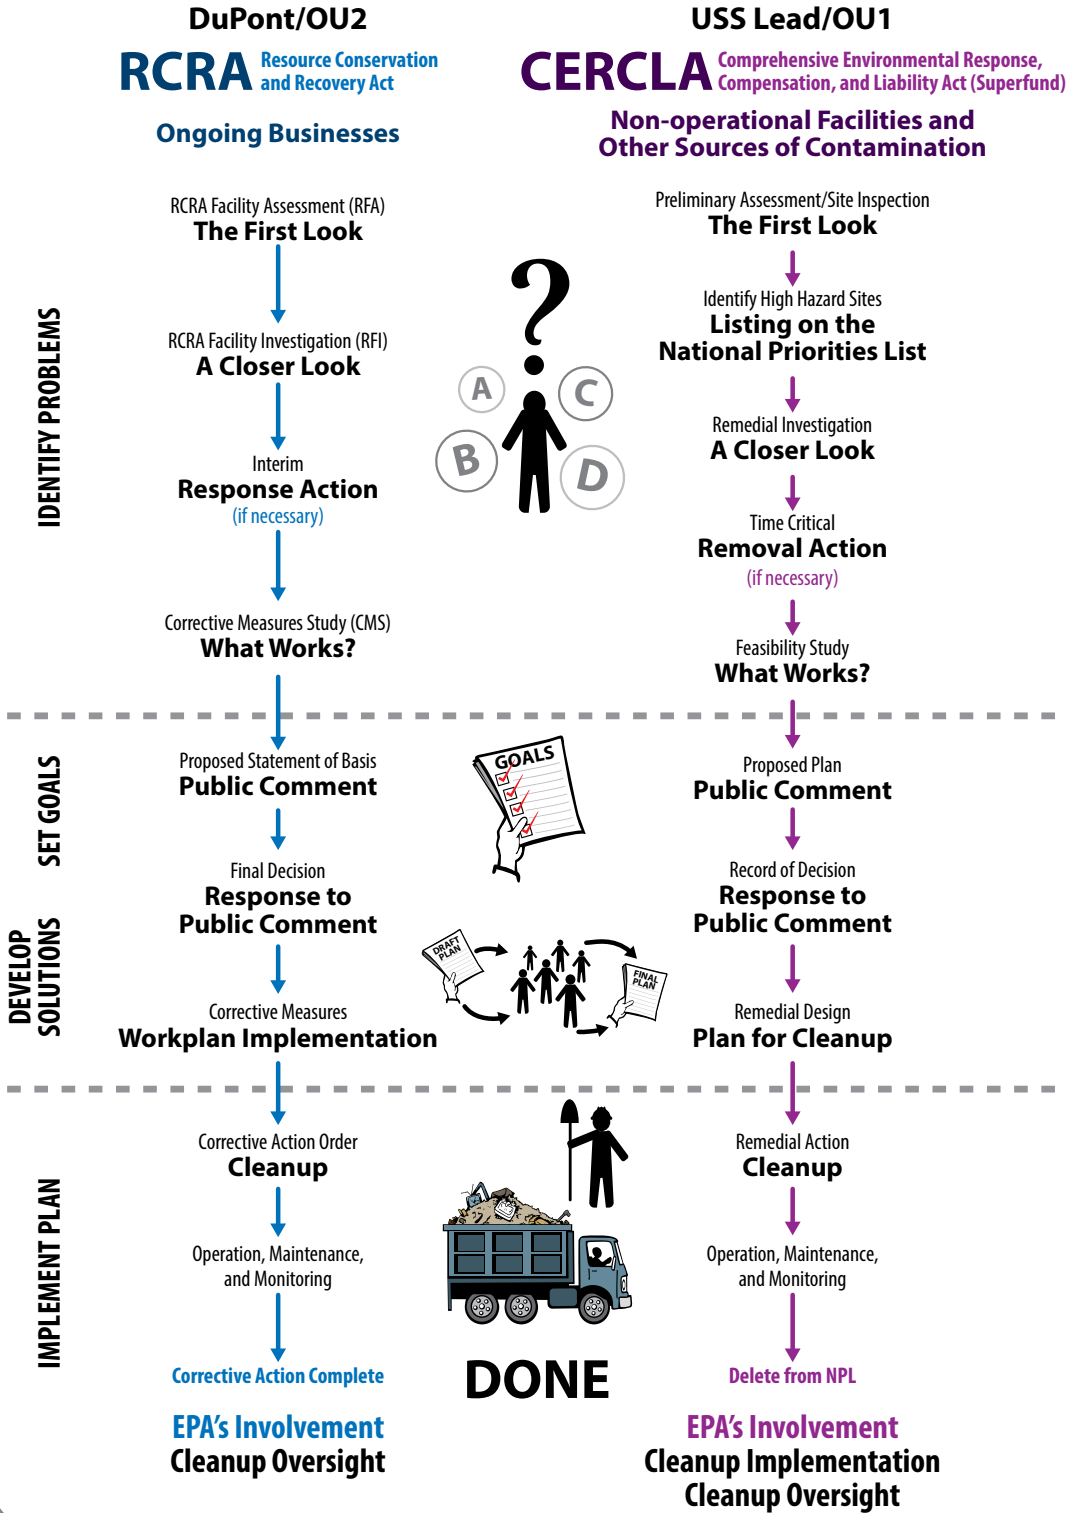 DuPont/OU2
RCRA
Resource Conservation
and Recovery Act
Ongoing Businesses
USS Lead/OU1
CERCLA
Comprehensive Environmental Response,
Compensation, and Liability Act (Superfund)
Non-operational Facilities and
Other Sources of Contamination
IDENTIFY PROBLEMS
RCRA Facility Assessment (RFA)
The First Look
RCRA Facility Investigation (RFI)
A Closer Look
Interim
Response Action
(if necessary)
Corrective Measures Study (CMS)
What Works?
A
C
B
D
Preliminary Assessment/Site Inspection
The First Look
Identify High Hazard Sites
Listing on the
National Priorities List
Remedial Investigation
A Closer Look
Time Critical
Removal Action
(if necessary)
Feasibility Study
What Works?
SET GOALS
Proposed Statement of Basis
Public Comment
Final Decision
Response to
Public Comment
GOALS
Proposed Plan
Public Comment
Record of Decision
Response to
Public Comment
DEVELOP
SOLUTIONS
Corrective Measures
Workplan Implementation
DRAFT
PLAN
FINAL
PLAN
Remedial Design
Plan for Cleanup
IMPLEMENT PLAN
Corrective Action Order
Cleanup
Operation, Maintenance,
and Monitoring
Corrective Action Complete
EPA's Involvement
Cleanup Oversight
DONE
Remedial Action
Cleanup
Operation, Maintenance,
and Monitoring
Delete from NPL
EPA's Involvement
Cleanup Implementation
Cleanup Oversight